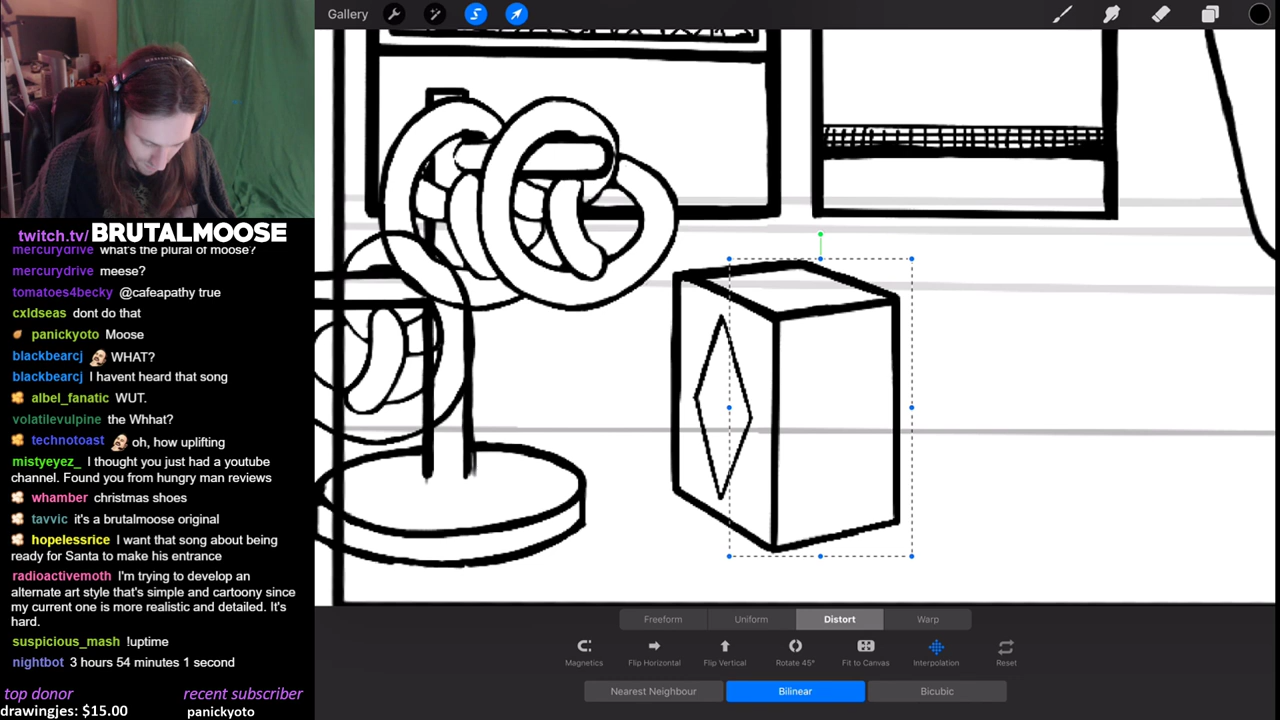 Gallery
twitch.tv/BRUTALMOOSE
mercurydrive what's the plural of moose?
mercurydrive meese?
tomatoes4becky @cafeapathy true
cxldseas dont do that
panickyoto Moose
blackbearcj WHAT?
blackbearcj I havent heard that song
albel_fanatic WUT.
volatilevulpine the Whhat?
technotoast oh, how uplifting
mistyeyez_ I thought you just had a youtube
channel. Found you from hungry man reviews
whamber christmas shoes
tavvic it's a brutalmoose original
hopelessrice I want that song about being
ready for Santa to make his entrance
radioactivemoth I'm trying to develop an
alternate art style that's simple and cartoony since
my current one is more realistic and detailed. It's
hard.
suspicious_mash !uptime
nightbot 3 hours 54 minutes 1 second
top donor recent subscriber
drawingjes: $15.00 panickyoto
Freeform Uniform Distort Warp
Magnetics Flip Horizontal Flip Vertical Rotate 45° Fit to Canvas Interpolation Reset
Nearest Neighbour Bilinear Bicubic